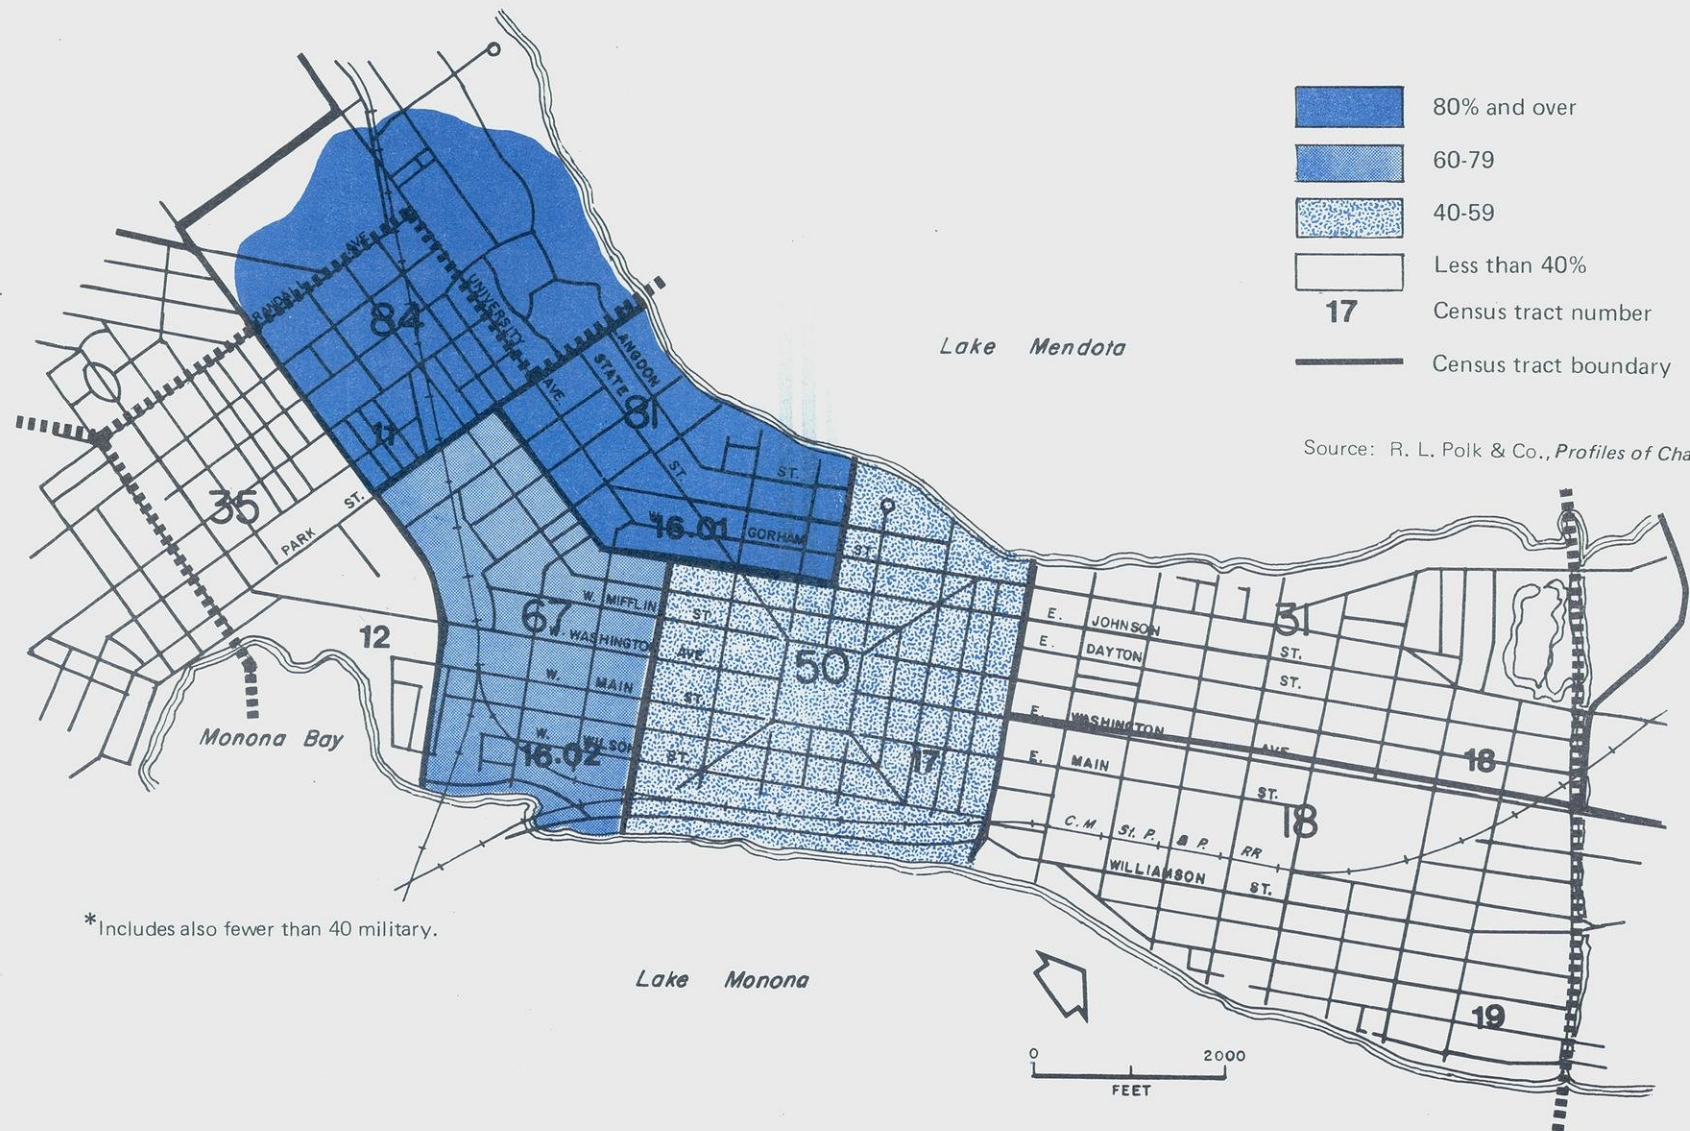 80% and over
60-79
40-59
Less than 40%
17 Census tract number
Census tract boundary
Source: R. L. Polk & Co., Profiles of Cha
Lake Mendota
RANDALL AVE.
84
UNIVERSITY
AVE.
LANGDON
STATE
81
11
ST.
ST.
35
PARK ST.
16.01
W. GORHAM
ST.
W. MIFFLIN
ST.
67
W. WASHINGTON
AVE.
12
50
W. MAIN
ST.
W. WILSON
ST.
16.02
17
Monona Bay
E. JOHNSON
ST.
31
E. DAYTON
ST.
E. WASHINGTON
AVE.
18
E. MAIN
ST.
18
C.M. St. P. & P. RR
WILLIAMSON
ST.
19
*Includes also fewer than 40 military.
Lake Monona
0 2000
FEET